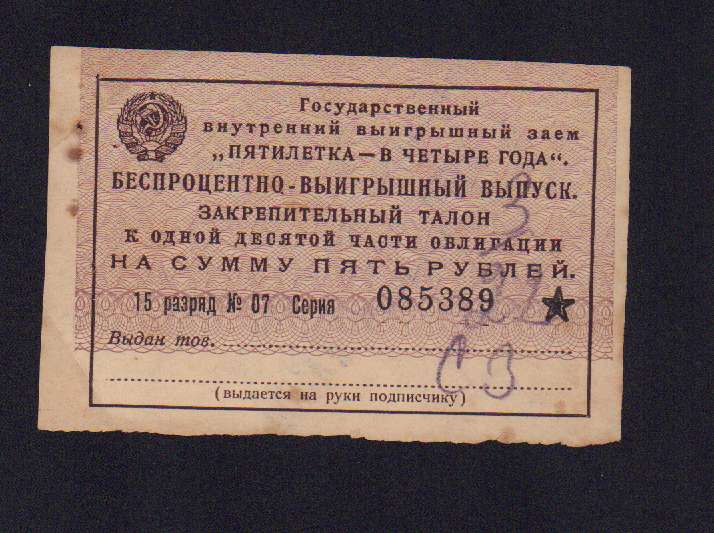 Государственный
внутренний выигрышный заем
„ПЯТИЛЕТКА—В ЧЕТЫРЕ ГОДА“.
БЕСПРОЦЕНТНО-ВЫИГРЫШНЫЙ ВЫПУСК.
ЗАКРЕПИТЕЛЬНЫЙ ТАЛОН
К ОДНОЙ ДЕСЯТОЙ ЧАСТИ ОБЛИГАЦИИ
НА СУММУ ПЯТЬ РУБЛЕЙ.
15 разряд № 07 Серия 085389
Выдан тов.
(выдается на руки подписчику)